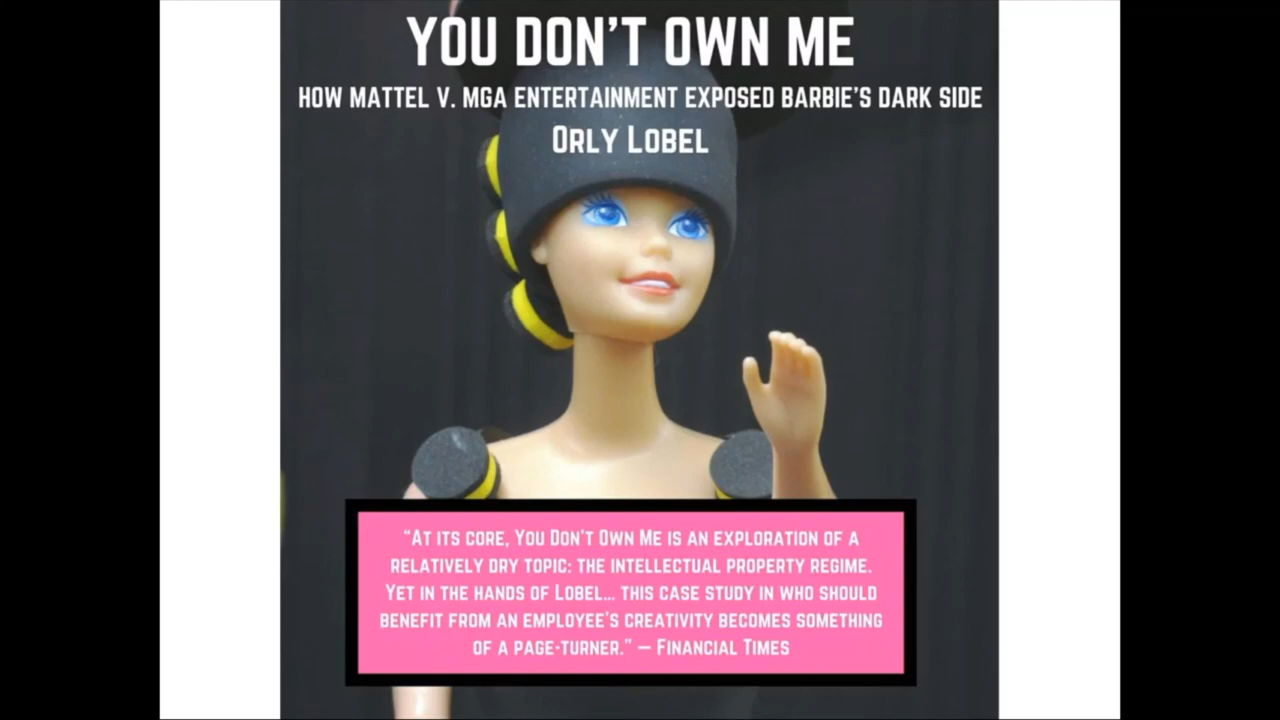 YOU DON'T OWN ME
HOW MATTEL V. MGA ENTERTAINMENT EXPOSED BARBIE'S DARK SIDE
ORLY LOBEL
"AT ITS CORE, YOU DON'T OWN ME IS AN EXPLORATION OF A
RELATIVELY DRY TOPIC: THE INTELLECTUAL PROPERTY REGIME.
YET IN THE HANDS OF LOBEL... THIS CASE STUDY IN WHO SHOULD
BENEFIT FROM AN EMPLOYEE'S CREATIVITY BECOMES SOMETHING
OF A PAGE-TURNER." — FINANCIAL TIMES